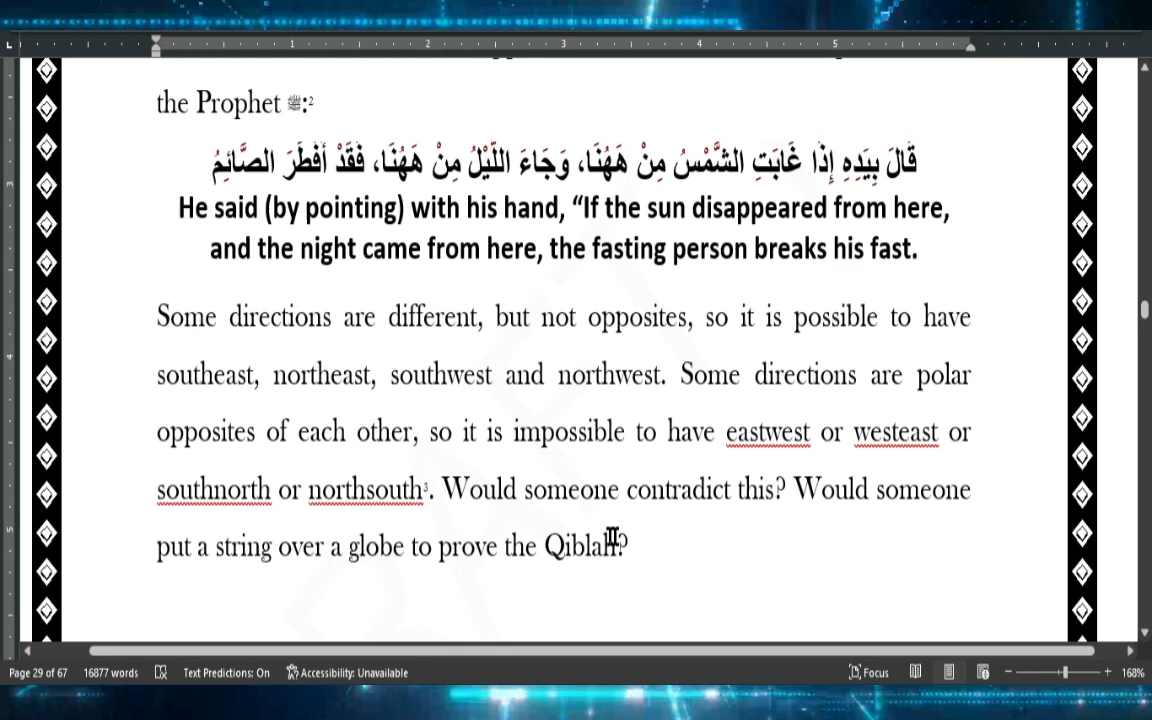 1 2 3 4 5
the Prophet ﷺ:2
قَالَ بِيَدِهِ إِذَا غَابَتِ الشَّمْسُ مِنْ هَهُنَا، وَجَاءَ اللَّيْلُ مِنْ هَهُنَا، فَقَدْ أَفْطَرَ الصَّائِمُ
He said (by pointing) with his hand, “If the sun disappeared from here,
and the night came from here, the fasting person breaks his fast.
Some directions are different, but not opposites, so it is possible to have
southeast, northeast, southwest and northwest. Some directions are polar
opposites of each other, so it is impossible to have eastwest or westeast or
southnorth or northsouth3. Would someone contradict this? Would someone
put a string over a globe to prove the Qiblah?
Page 29 of 67 16877 words Text Predictions: On Accessibility: Unavailable Focus 168%